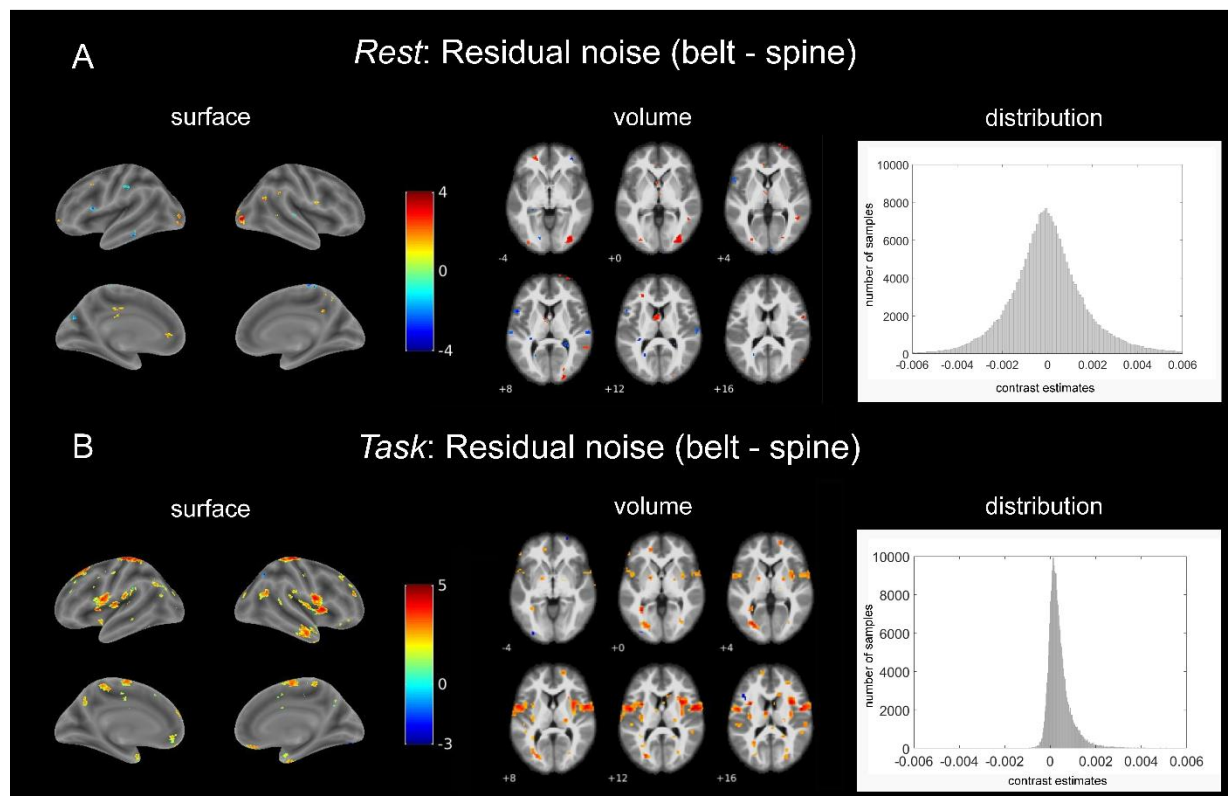 A
Rest: Residual noise (belt - spine)
surface
volume
distribution
4
2
0
-2
-4
-4
+0
+4
+8
+12
+16
10000
8000
6000
4000
2000
0
number of samples
-0.006 -0.004 -0.002 0 0.002 0.004 0.006
contrast estimates
B
Task: Residual noise (belt - spine)
surface
volume
distribution
5
0
-3
-4
+0
+4
+8
+12
+16
10000
8000
6000
4000
2000
0
number of samples
-0.006 -0.004 -0.002 0 0.002 0.004 0.006
contrast estimates